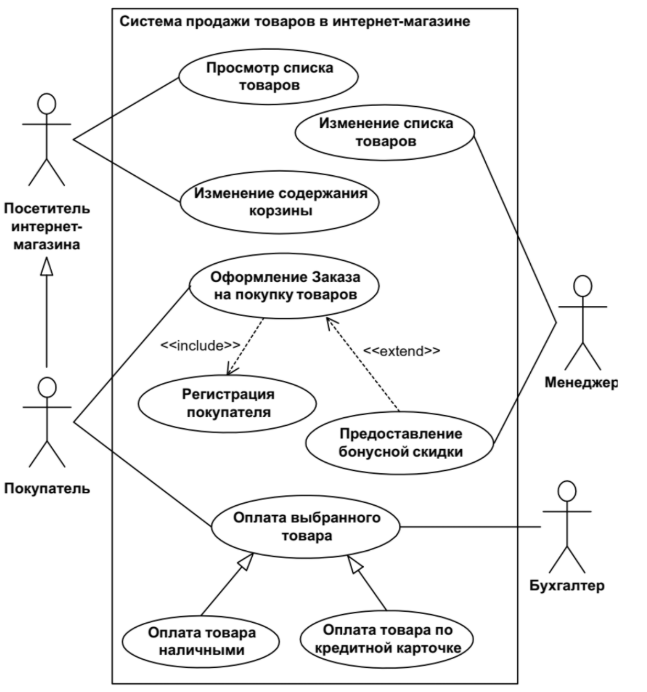 Система продажи товаров в интернет-магазине
Просмотр списка
товаров
Изменение списка
товаров
Посетитель
интернет-
магазина
Изменение содержания
корзины
Оформление Заказа
на покупку товаров
<<include>>
<<extend>>
Менеджер
Регистрация
покупателя
Предоставление
бонусной скидки
Покупатель
Оплата выбранного
товара
Бухгалтер
Оплата товара
наличными
Оплата товара по
кредитной карточке